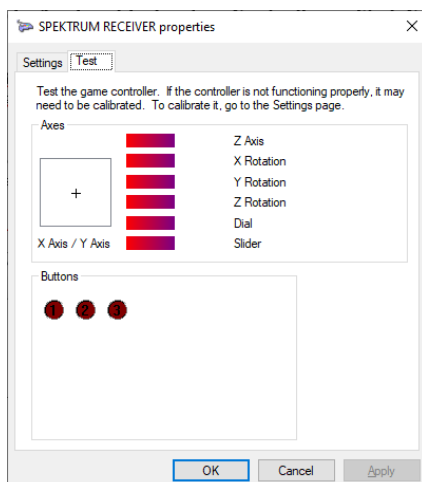 SPEKTRUM RECEIVER properties
Settings
Test
Test the game controller. If the controller is not functioning properly, it may
need to be calibrated. To calibrate it, go to the Settings page.
Axes
Z Axis
X Rotation
Y Rotation
Z Rotation
Dial
X Axis / Y Axis
Slider
Buttons
1 2 3
OK
Cancel
Apply